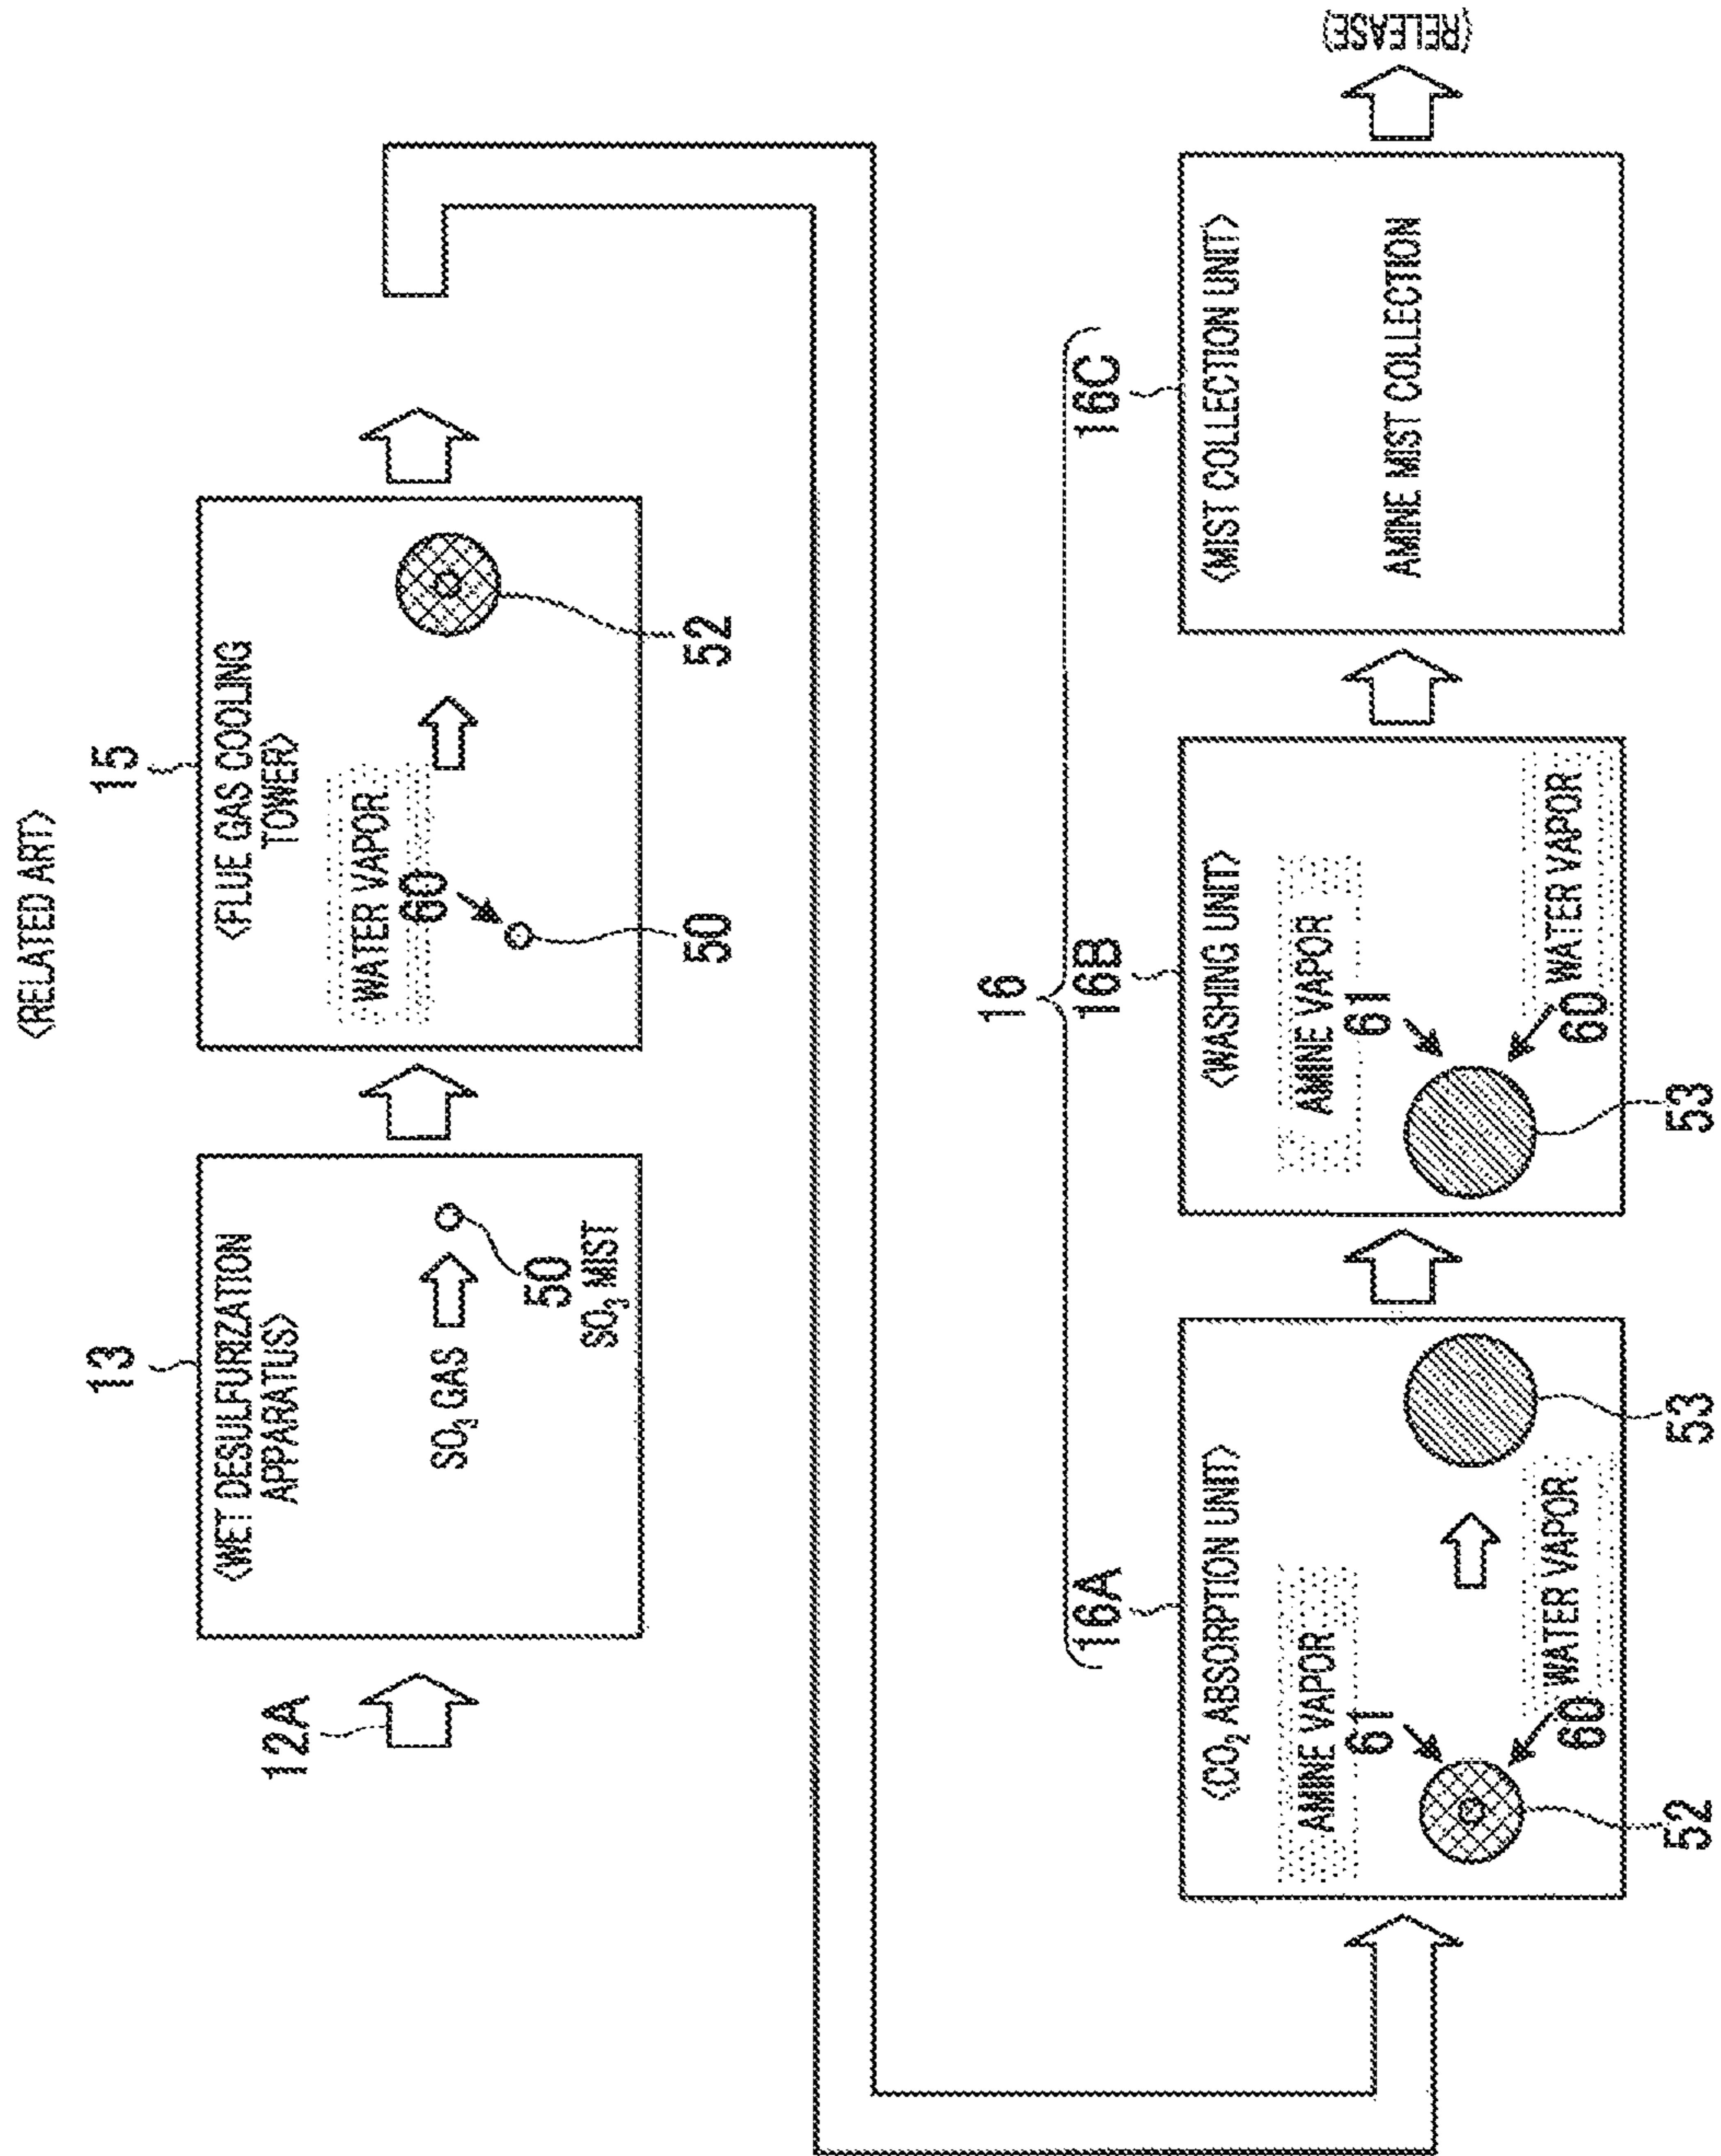 <RELATED ART>
12A
13
<WET DESULFURIZATION
APPARATUS>
SO₃ GAS
50
SO₃ MIST
15
<FLUE GAS COOLING
TOWER>
WATER VAPOR
60
50
52
16
16A
<CO₂ ABSORPTION UNIT>
AMINE VAPOR
61
52
60
WATER VAPOR
53
16B
<WASHING UNIT>
AMINE VAPOR
61
53
60
WATER VAPOR
16C
<MIST COLLECTION UNIT>
AMINE MIST COLLECTION
(RELEASE)